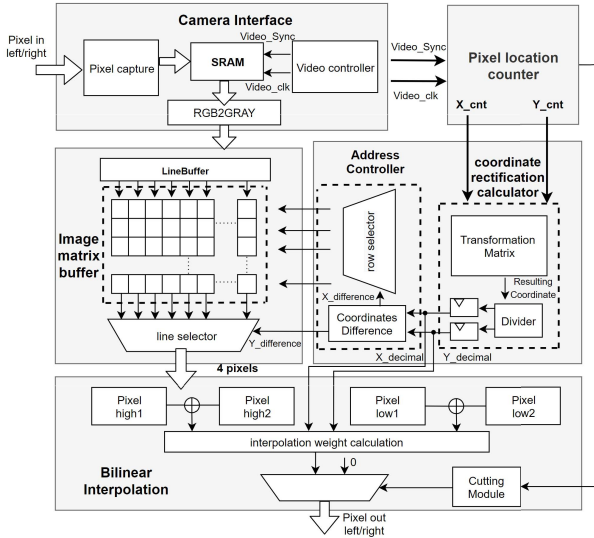 Camera Interface
Pixel in
left/right
Pixel capture
SRAM
Video_Sync
Video_clk
Video controller
RGB2GRAY
Video_Sync
Video_clk
Pixel location
counter
X_cnt
Y_cnt
LineBuffer
Image
matrix
buffer
line selector
Address
Controller
row selector
X_difference
Coordinates
Difference
Y_difference
coordinate
rectification
calculator
Transformation
Matrix
Resulting
Coordinate
Divider
X_decimal
Y_decimal
4 pixels
Pixel
high1
Pixel
high2
Pixel
low1
Pixel
low2
interpolation weight calculation
0
Bilinear
Interpolation
Cutting
Module
Pixel out
left/right